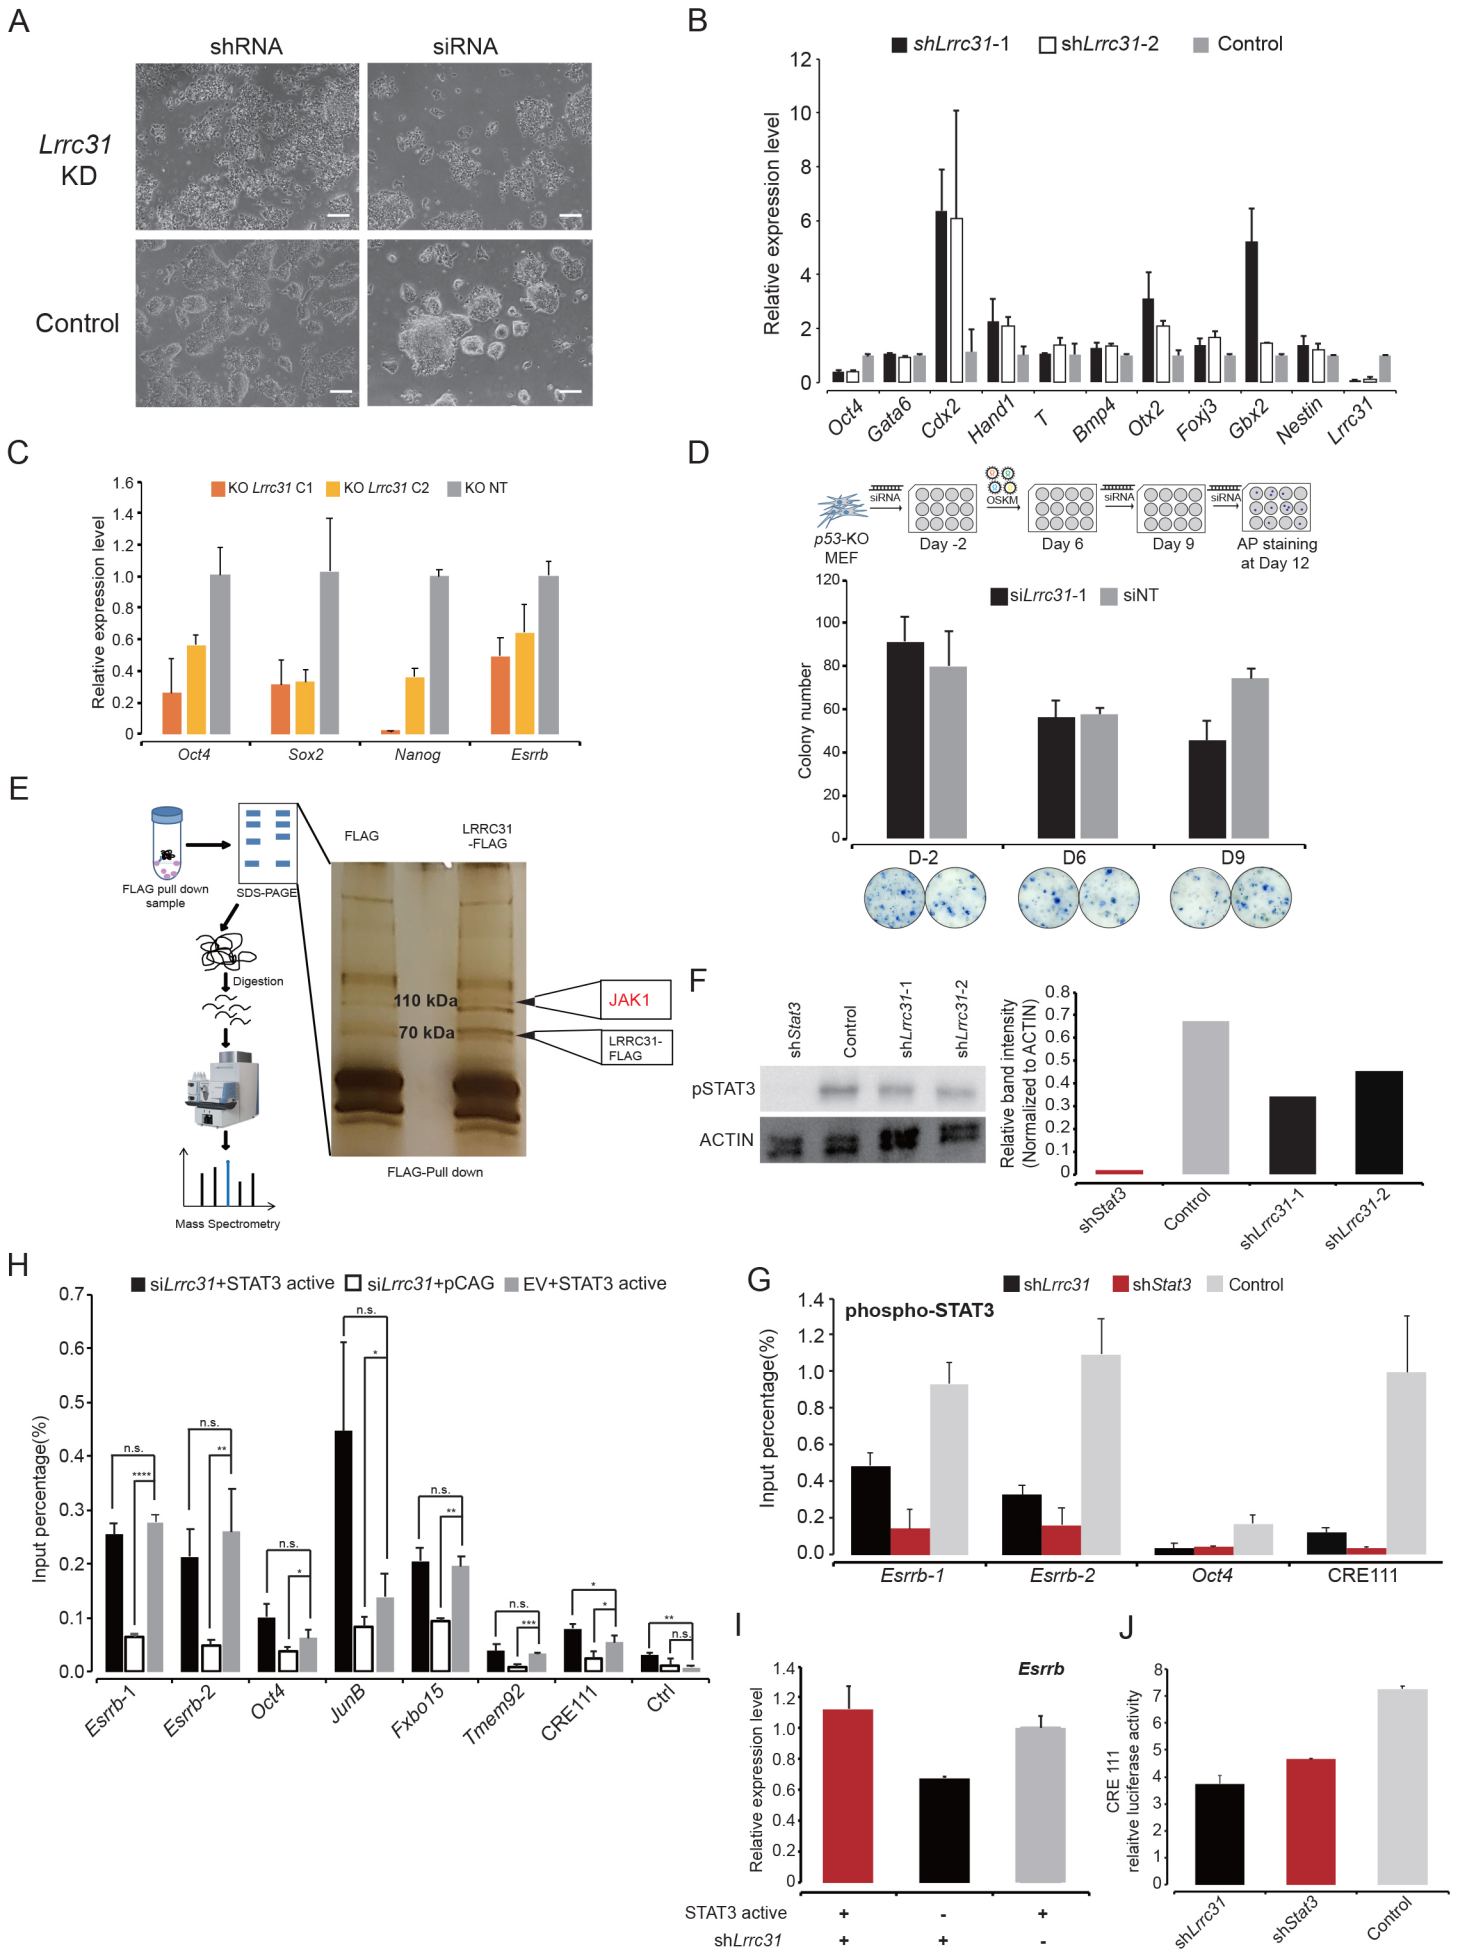 A
shRNA
siRNA
Lrrc31
KD
Control
B
shLrrc31-1
shLrrc31-2
Control
Relative expression level
12
10
8
6
4
2
0
Oct4
Gata6
Cdx2
Hand1
T
Bmp4
Otx2
Foxj3
Gbx2
Nestin
Lrrc31
C
KO Lrrc31 C1
KO Lrrc31 C2
KO NT
Relative expression level
1.6
1.4
1.2
1.0
0.8
0.6
0.4
0.2
0
Oct4
Sox2
Nanog
Esrrb
D
siRNA
OSKM
siRNA
siRNA
p53-KO
MEF
Day -2
Day 6
Day 9
AP staining
at Day 12
siLrrc31-1
siNT
Colony number
120
100
80
60
40
20
0
D-2
D6
D9
E
FLAG pull down
sample
SDS-PAGE
Digestion
Mass Spectrometry
FLAG
LRRC31
-FLAG
110 kDa
70 kDa
JAK1
LRRC31-
FLAG
FLAG-Pull down
F
shStat3
Control
shLrrc31-1
shLrrc31-2
pSTAT3
ACTIN
Relative band intensity
(Normalized to ACTIN)
0.8
0.7
0.6
0.5
0.4
0.3
0.2
0.1
0
shStat3
Control
shLrrc31-1
shLrrc31-2
H
siLrrc31+STAT3 active
siLrrc31+pCAG
EV+STAT3 active
Input percentage(%)
0.7
0.6
0.5
0.4
0.3
0.2
0.1
0.0
n.s.
****
n.s.
**
n.s.
*
n.s.
*
n.s.
**
n.s.
***
*
*
**
n.s.
Esrrb-1
Esrrb-2
Oct4
JunB
Fxbo15
Tmem92
CRE111
Ctrl
G
shLrrc31
shStat3
Control
phospho-STAT3
Input percentage(%)
1.4
1.2
1.0
0.8
0.6
0.4
0.2
0.0
Esrrb-1
Esrrb-2
Oct4
CRE111
I
Esrrb
Relative expression level
1.4
1.2
1.0
0.8
0.6
0.4
0.2
0
STAT3 active
+
-
+
shLrrc31
+
+
-
J
CRE 111
relaitve luciferase activity
8
7
6
5
4
3
2
1
0
shLrrc31
shStat3
Control